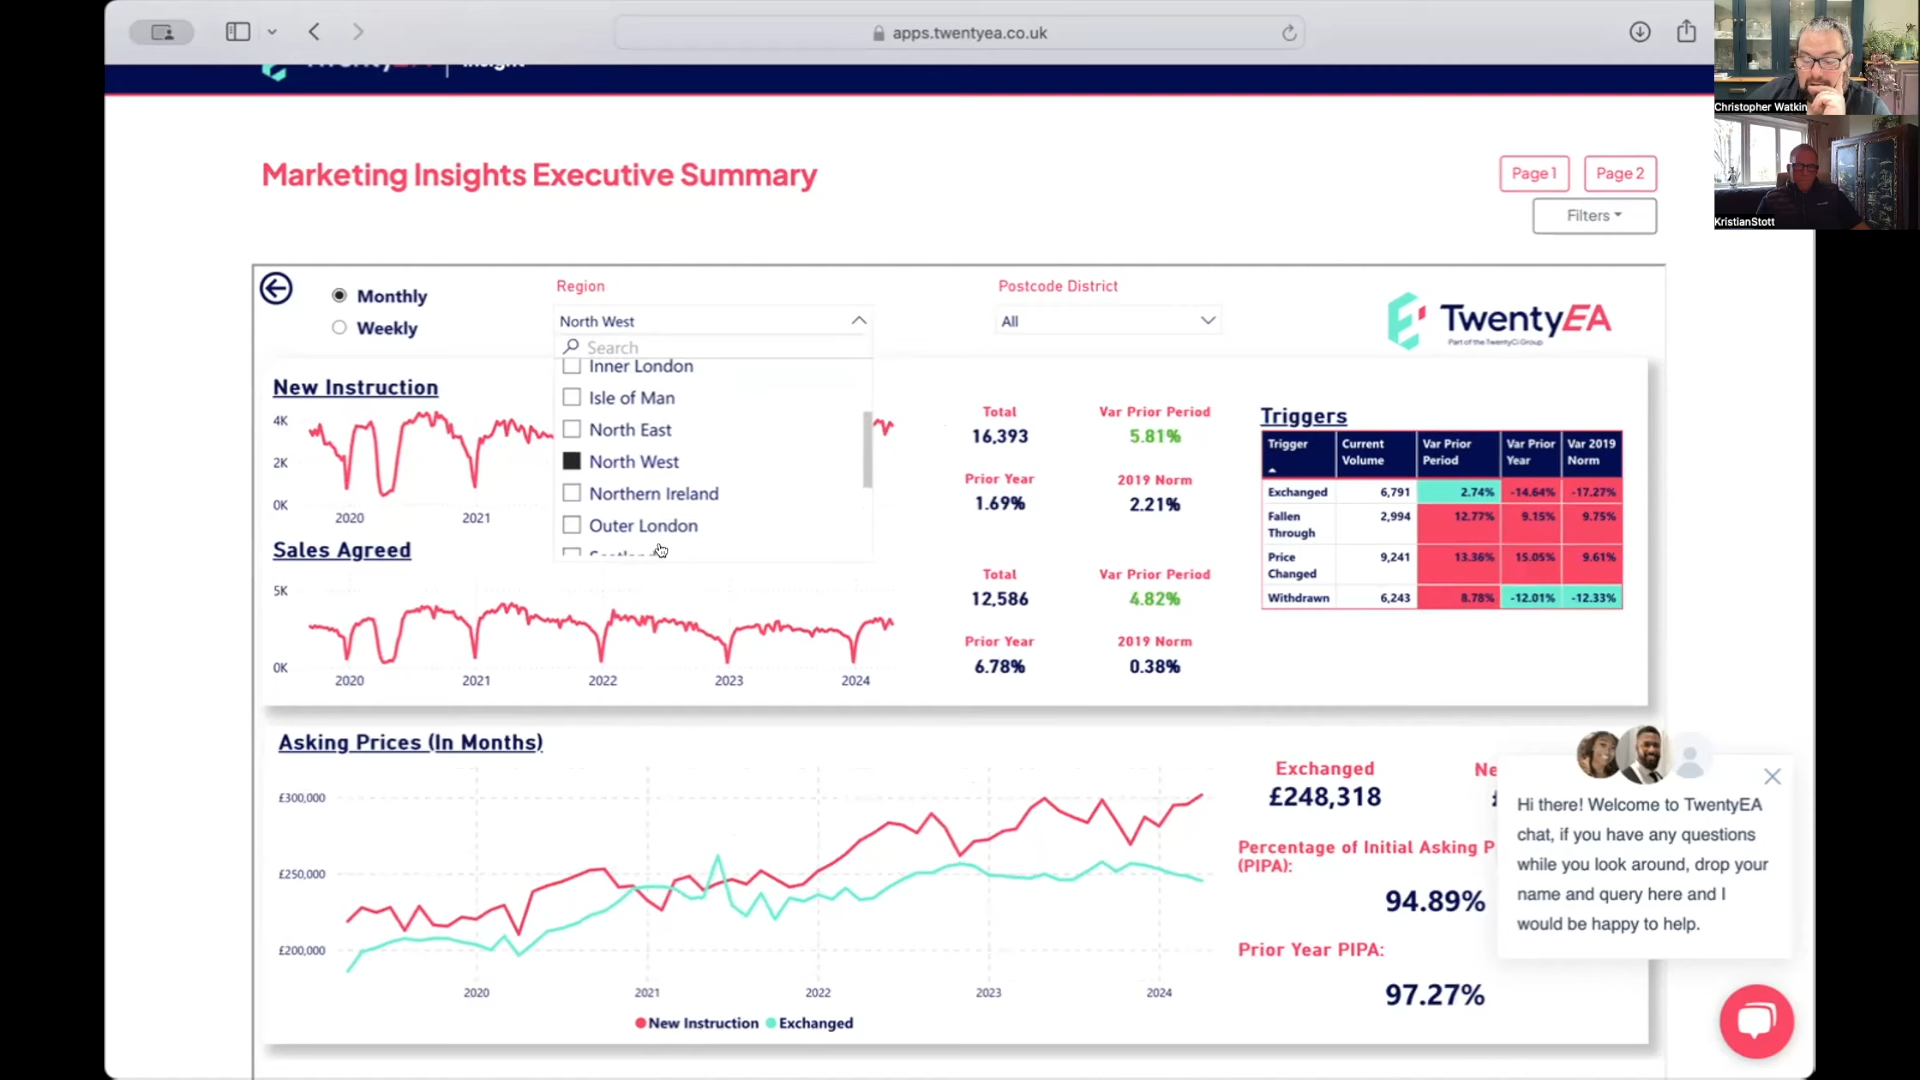 apps.twentyea.co.uk
Christopher Watkin
KristianStott
Marketing Insights Executive Summary
Page 1
Page 2
Filters
Monthly
Weekly
Region
North West
Search
Inner London
Isle of Man
North East
North West
Northern Ireland
Outer London
Postcode District
All
TwentyEA
Part of the TwentyCi Group
New Instruction
4K
2K
0K
2020
2021
Total
16,393
Var Prior Period
5.81%
Prior Year
1.69%
2019 Norm
2.21%
Sales Agreed
5K
0K
2020
2021
2022
2023
2024
Total
12,586
Var Prior Period
4.82%
Prior Year
6.78%
2019 Norm
0.38%
Triggers
Trigger Current Volume Var Prior Period Var Prior Year Var 2019 Norm
Exchanged 6,791 2.74% -14.64% -17.27%
Fallen Through 2,994 12.77% 9.15% 9.75%
Price Changed 9,241 13.36% 15.05% 9.61%
Withdrawn 6,243 8.78% -12.01% -12.33%
Asking Prices (In Months)
£300,000
£250,000
£200,000
2020
2021
2022
2023
2024
New Instruction
Exchanged
Exchanged
£248,318
Ne
Percentage of Initial Asking P
(PIPA):
94.89%
Prior Year PIPA:
97.27%
Hi there! Welcome to TwentyEA
chat, if you have any questions
while you look around, drop your
name and query here and I
would be happy to help.